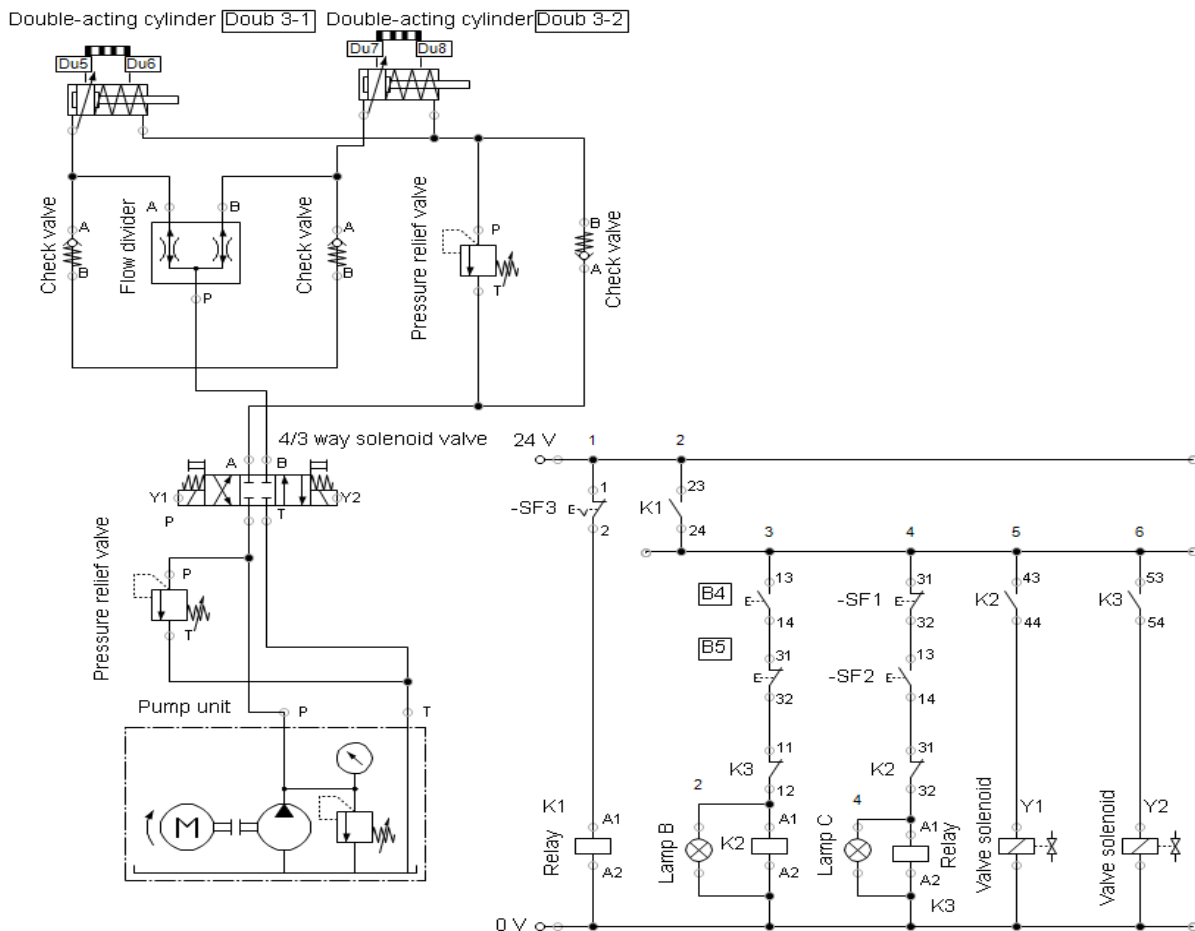 Double-acting cylinder Doub 3-1 Double-acting cylinder Doub 3-2
Du5 Du6 Du7 Du8
Check valve
A
B
Flow divider
A B
P
Check valve
A
B
Pressure relief valve
P
T
B
A
Check valve
4/3 way solenoid valve
A B
Y1 Y2
P T
Pressure relief valve
P
T
Pump unit
P T
M
24 V
1 2
-SF3
1
2
K1
23
24
3 4 5 6
B4
13
14
B5
31
32
K3
11
12
-SF1
31
32
-SF2
13
14
K2
31
32
K2
43
44
K3
53
54
K1
Relay
A1
A2
2
Lamp B
K2
A1
A2
4
Lamp C
A1
A2
Relay
K3
Valve solenoid
Y1
Valve solenoid
Y2
0 V